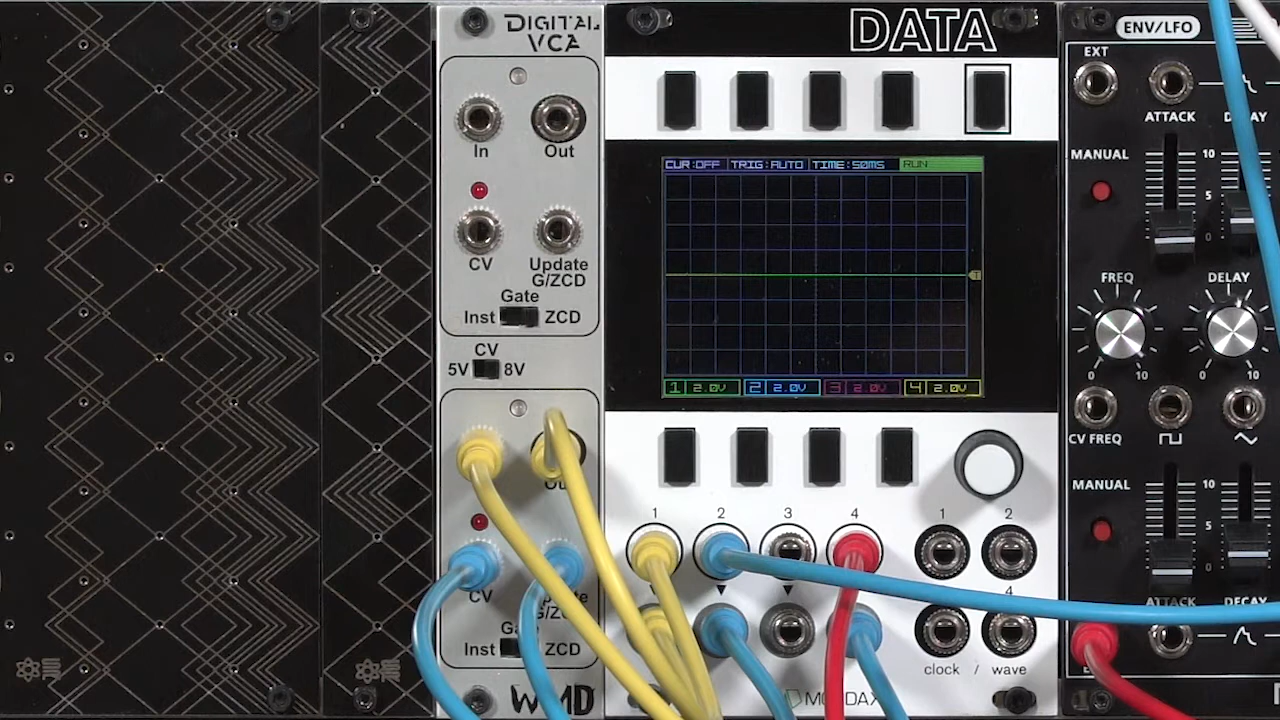 DIGITAL
VCA
In
Out
CV
Update
G/ZCD
Gate
Inst
ZCD
CV
5V
8V
CV
Inst
ZCD
WMD
DATA
CUR:OFF
TRIG:AUTO
TIME:50MS
RUN
T
1 2.0V
2 2.0V
3 2.0V
4 2.0V
1
2
3
4
1
2
4
clock / wave
ENV/LFO
EXT
ATTACK
DECAY
MANUAL
10
5
0
FREQ
DELAY
0
10
0
10
CV FREQ
MANUAL
10
5
0
ATTACK
DECAY